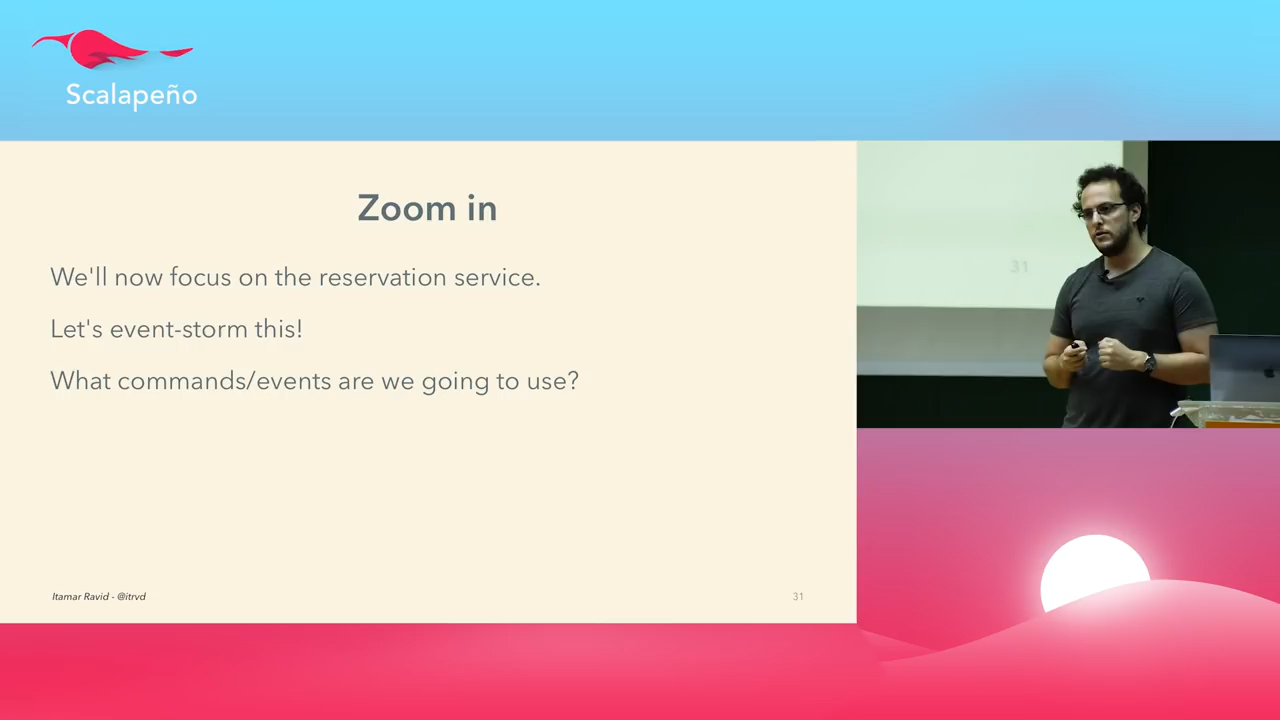 Scalapeño
Zoom in
We'll now focus on the reservation service.
Let's event-storm this!
What commands/events are we going to use?
Itamar Ravid - @itrvd
31
31